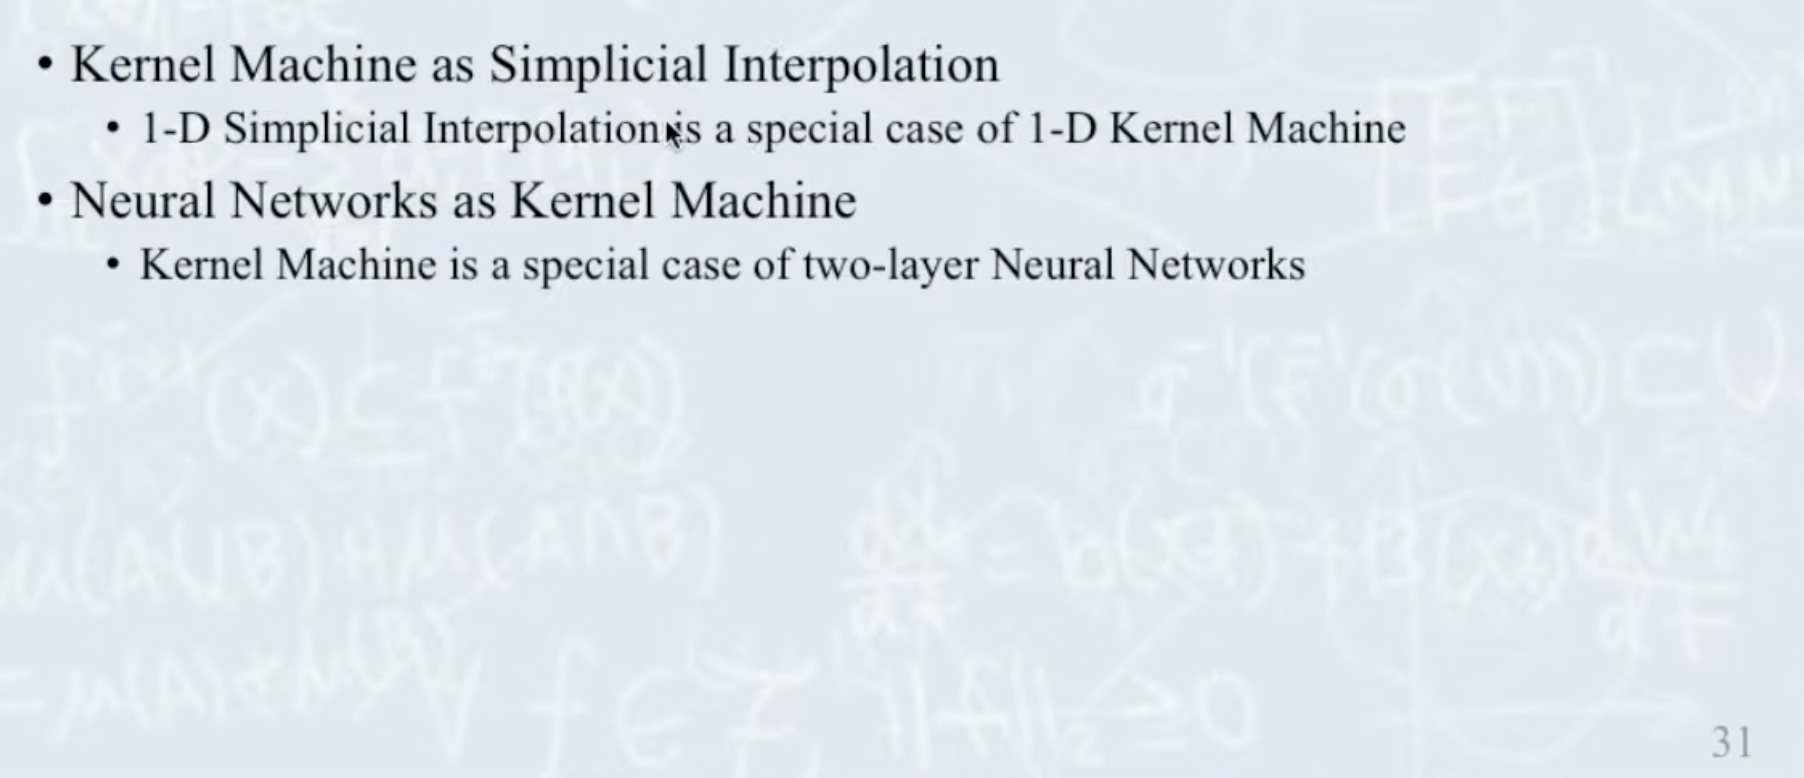 • Kernel Machine as Simplicial Interpolation
• 1-D Simplicial Interpolation is a special case of 1-D Kernel Machine
• Neural Networks as Kernel Machine
• Kernel Machine is a special case of two-layer Neural Networks
31